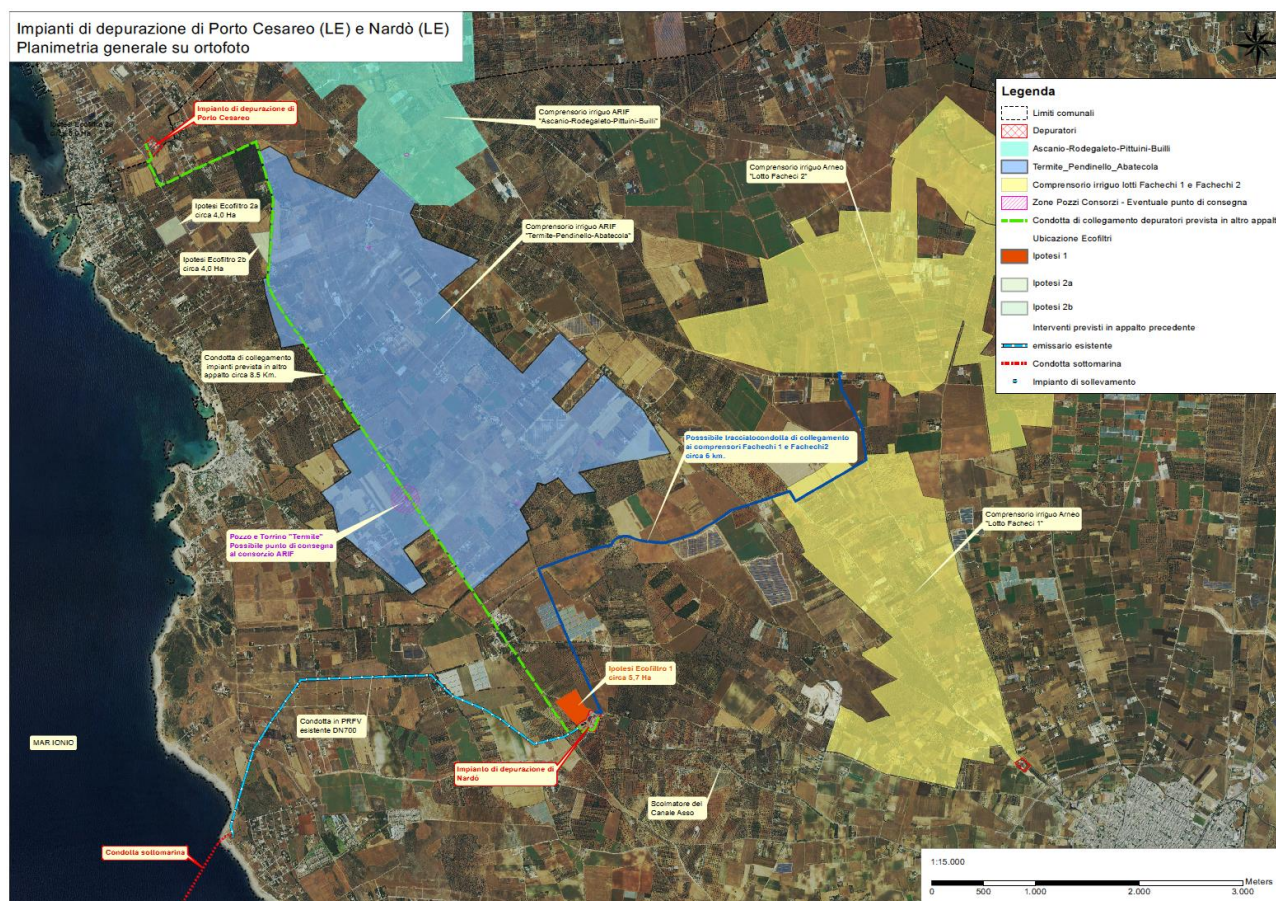 Impianti di depurazione di Porto Cesareo (LE) e Nardò (LE)
Planimetria generale su ortofoto
Impianto di depurazione di
Porto Cesareo
Comprensorio irriguo ARIF
"Ascanio-Rodegaleto-Pittuini-Builli"
Ipotesi Ecofiltro 2a
circa 4,0 Ha
Ipotesi Ecofiltro 2b
circa 4,0 Ha
Comprensorio irriguo ARIF
"Termite-Pendinello-Abatecola"
Comprensorio irriguo Arneo
"Lotto Facheci 2"
Condotta di collegamento
impianti prevista in altro
appalto circa 8.5 Km.
Posssibile tracciatocondotta di collegamento
ai comprensori Fachechi 1 e Fachechi2
circa 6 km.
Comprensorio irriguo Arneo
"Lotto Facheci 1"
Pozzo e Torrino "Termite"
Possibile punto di consegna
al consorzio ARIF
Ipotesi Ecofiltro 1
circa 5,7 Ha
Condotta in PRFV
esistente DN700
MAR IONIO
Impianto di depurazione di
Nardò
Scolmatore del
Canale Asso
Condotta sottomarina
Legenda
Limiti comunali
Depuratori
Ascanio-Rodegaleto-Pittuini-Builli
Termite_Pendinello_Abatecola
Comprensorio irriguo lotti Fachechi 1 e Fachechi 2
Zone Pozzi Consorzi - Eventuale punto di consegna
Condotta di collegamento depuratori prevista in altro appalt
Ubicazione Ecofiltri
Ipotesi 1
Ipotesi 2a
Ipotesi 2b
Interventi previsti in appalto precedente
emissario esistente
Condotta sottomarina
Impianto di sollevamento
1:15.000
Meters
0 500 1.000 2.000 3.000